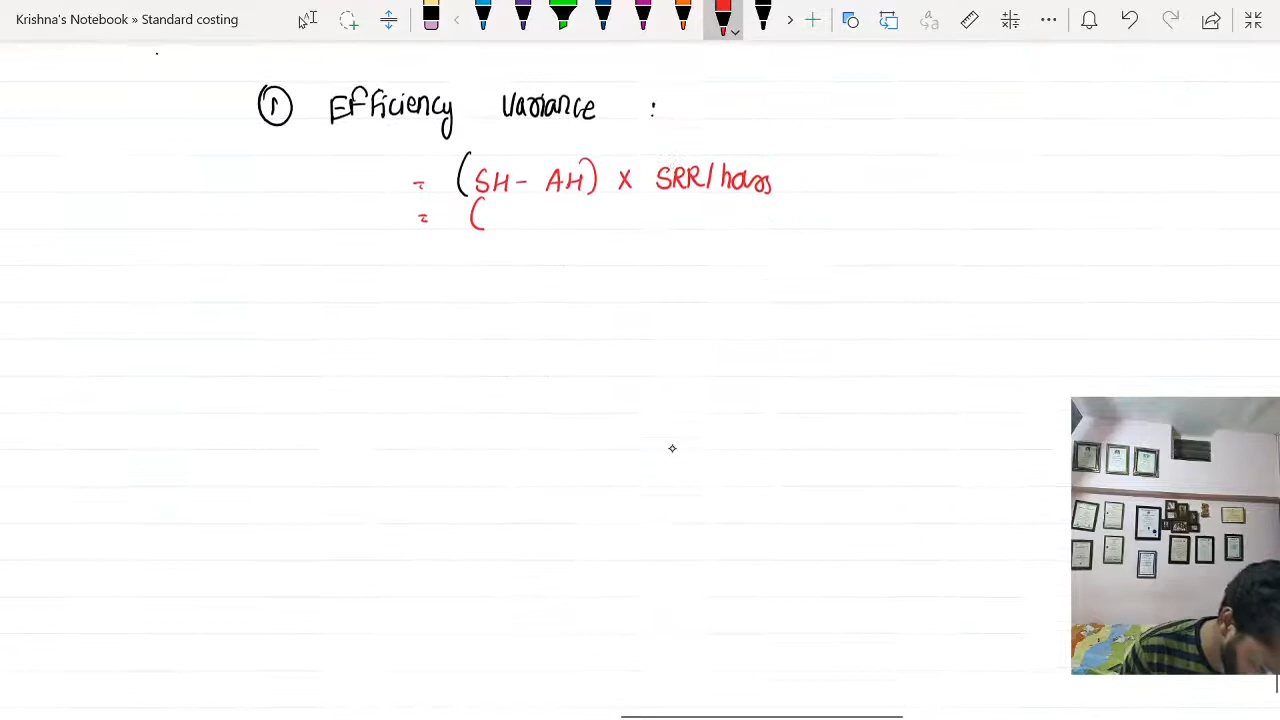 Krishna's Notebook » Standard costing
1 Efficiency Variance :
= (SH - AH) x SRR/hours
= (